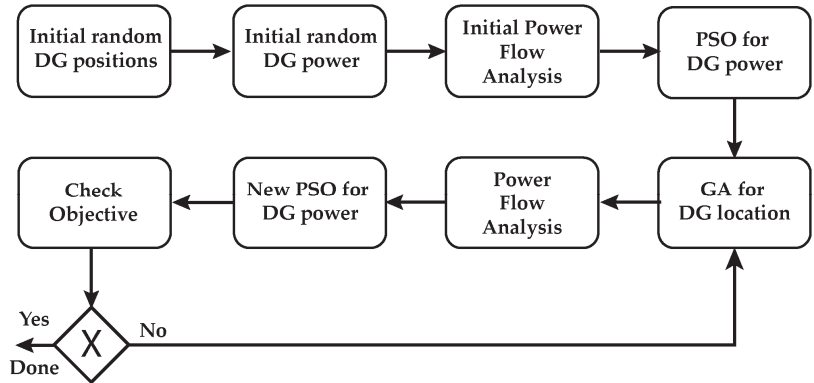 Initial random
DG positions
Initial random
DG power
Initial Power
Flow
Analysis
PSO for
DG power
Check
Objective
New PSO for
DG power
Power
Flow
Analysis
GA for
DG location
Yes
Done
X
No